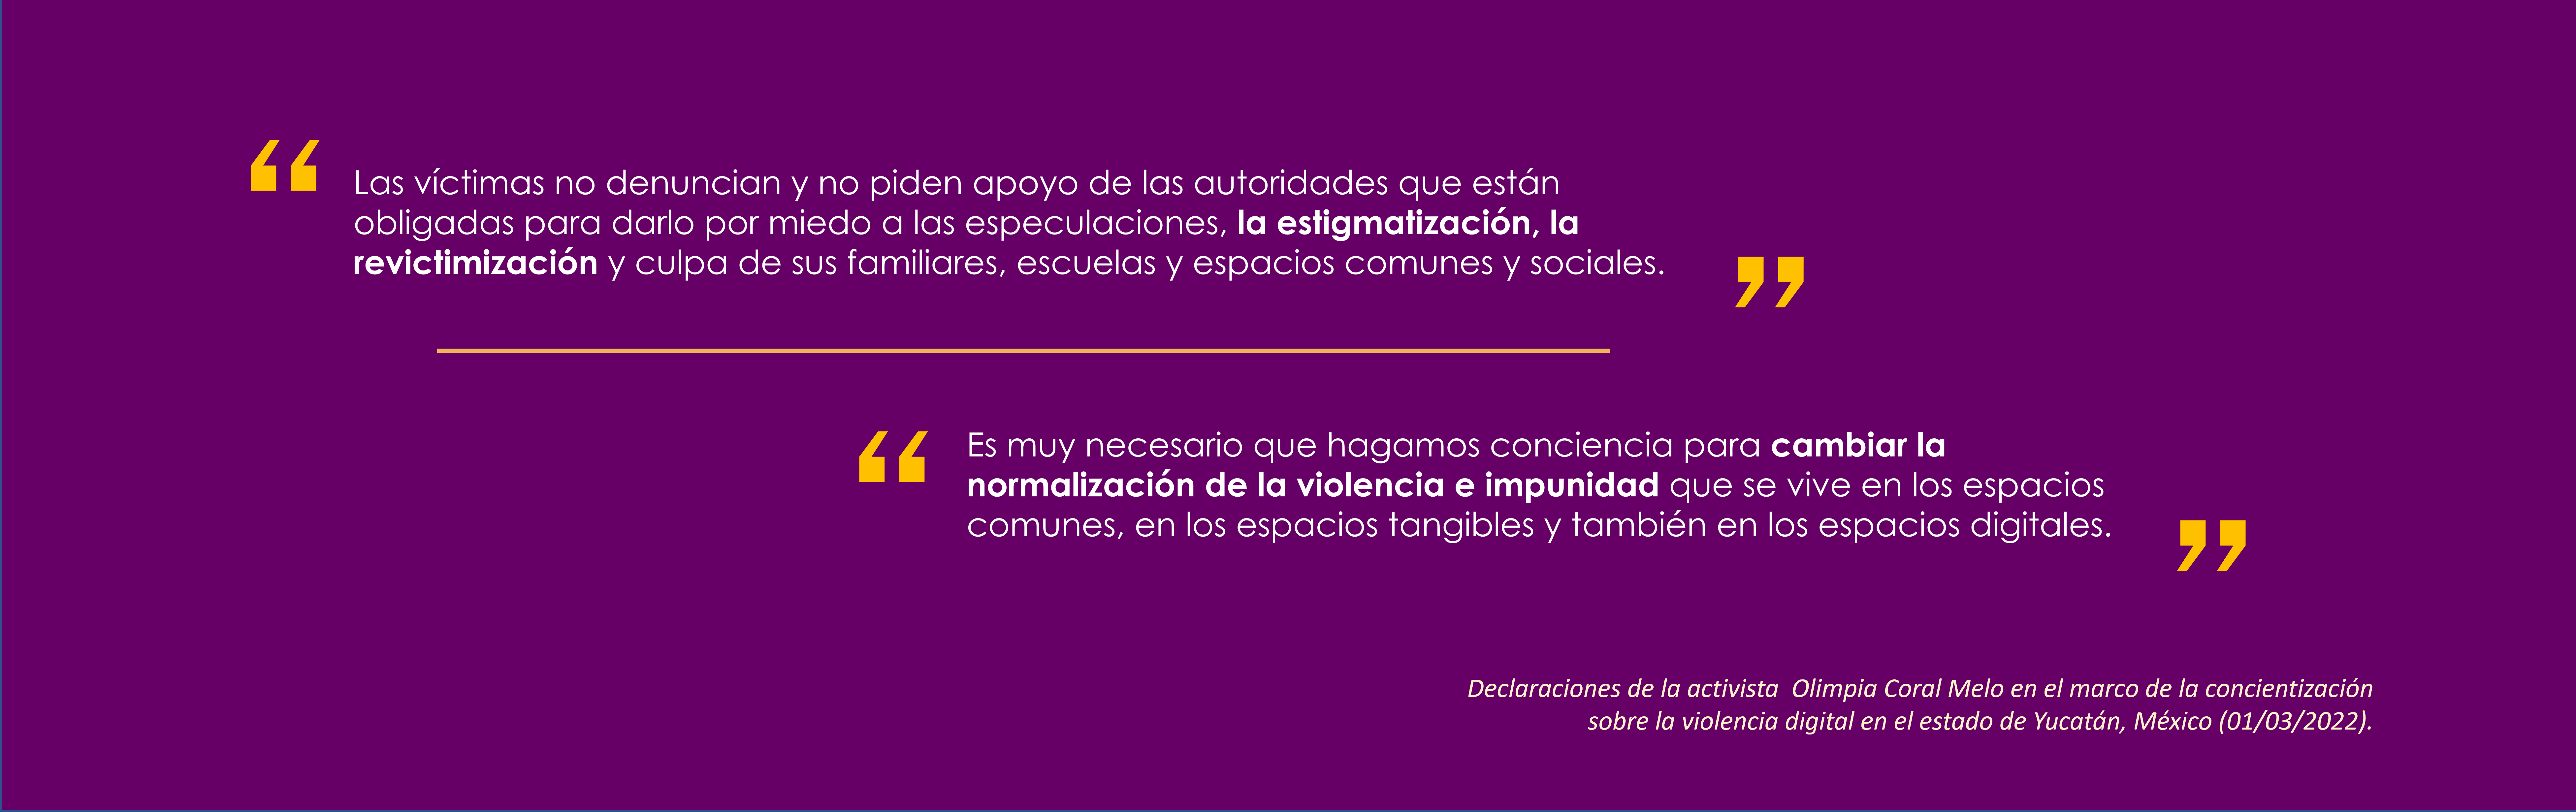 “ Las víctimas no denuncian y no piden apoyo de las autoridades que están
obligadas para darlo por miedo a las especulaciones, la estigmatización, la
revictimización y culpa de sus familiares, escuelas y espacios comunes y sociales. ”
“ Es muy necesario que hagamos conciencia para cambiar la
normalización de la violencia e impunidad que se vive en los espacios
comunes, en los espacios tangibles y también en los espacios digitales. ”
Declaraciones de la activista  Olimpia Coral Melo en el marco de la concientización
sobre la violencia digital en el estado de Yucatán, México (01/03/2022).